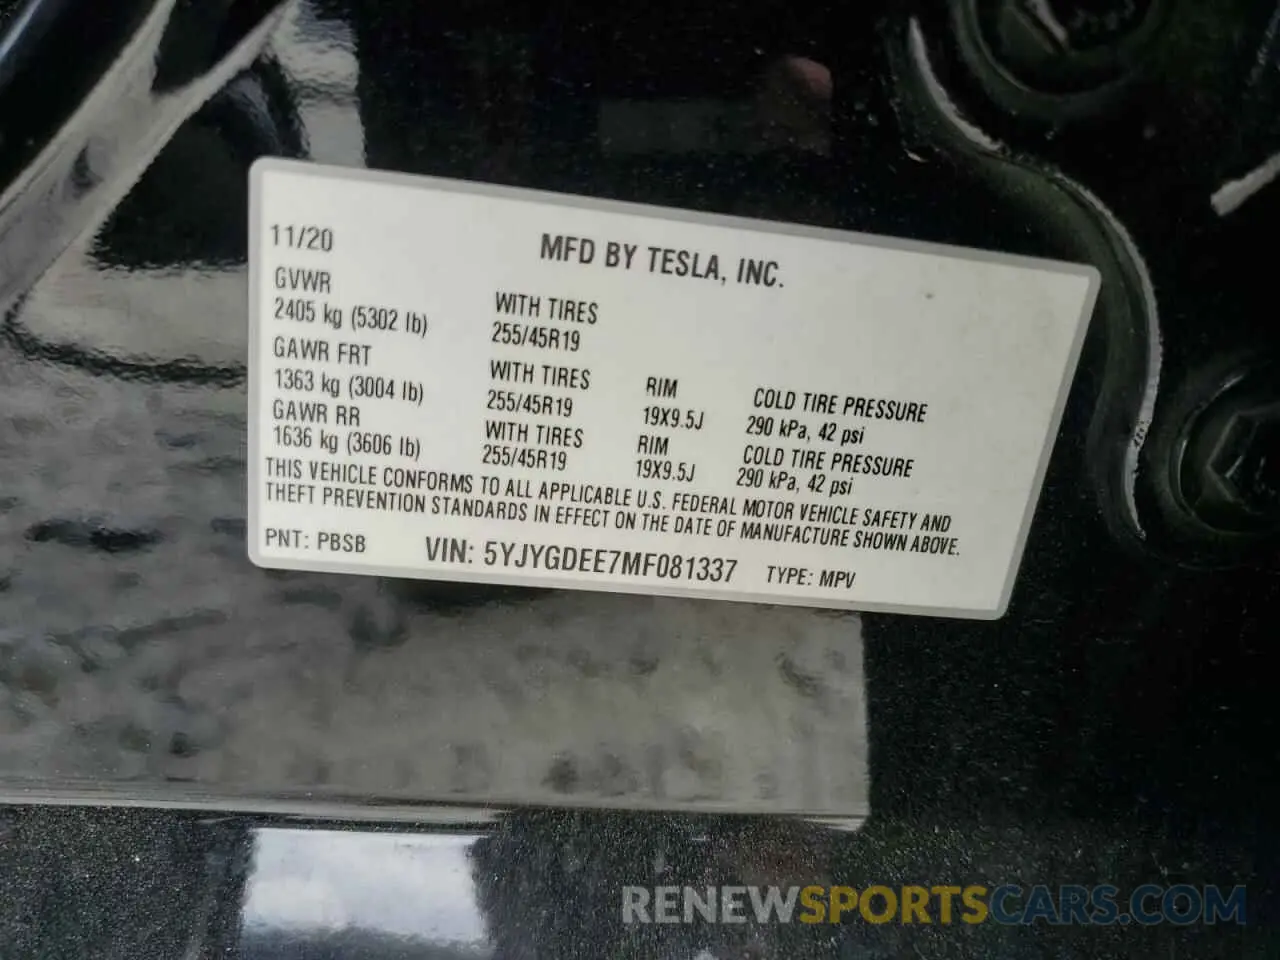 11/20 MFD BY TESLA, INC.
GVWR
2405 kg (5302 lb) WITH TIRES 255/45R19
GAWR FRT
1363 kg (3004 lb) WITH TIRES 255/45R19 RIM 19X9.5J COLD TIRE PRESSURE 290 kPa, 42 psi
GAWR RR
1636 kg (3606 lb) WITH TIRES 255/45R19 RIM 19X9.5J COLD TIRE PRESSURE 290 kPa, 42 psi
THIS VEHICLE CONFORMS TO ALL APPLICABLE U.S. FEDERAL MOTOR VEHICLE SAFETY AND
THEFT PREVENTION STANDARDS IN EFFECT ON THE DATE OF MANUFACTURE SHOWN ABOVE.
PNT: PBSB VIN: 5YJYGDEE7MF081337 TYPE: MPV
RENEWSPORTSCARS.COM